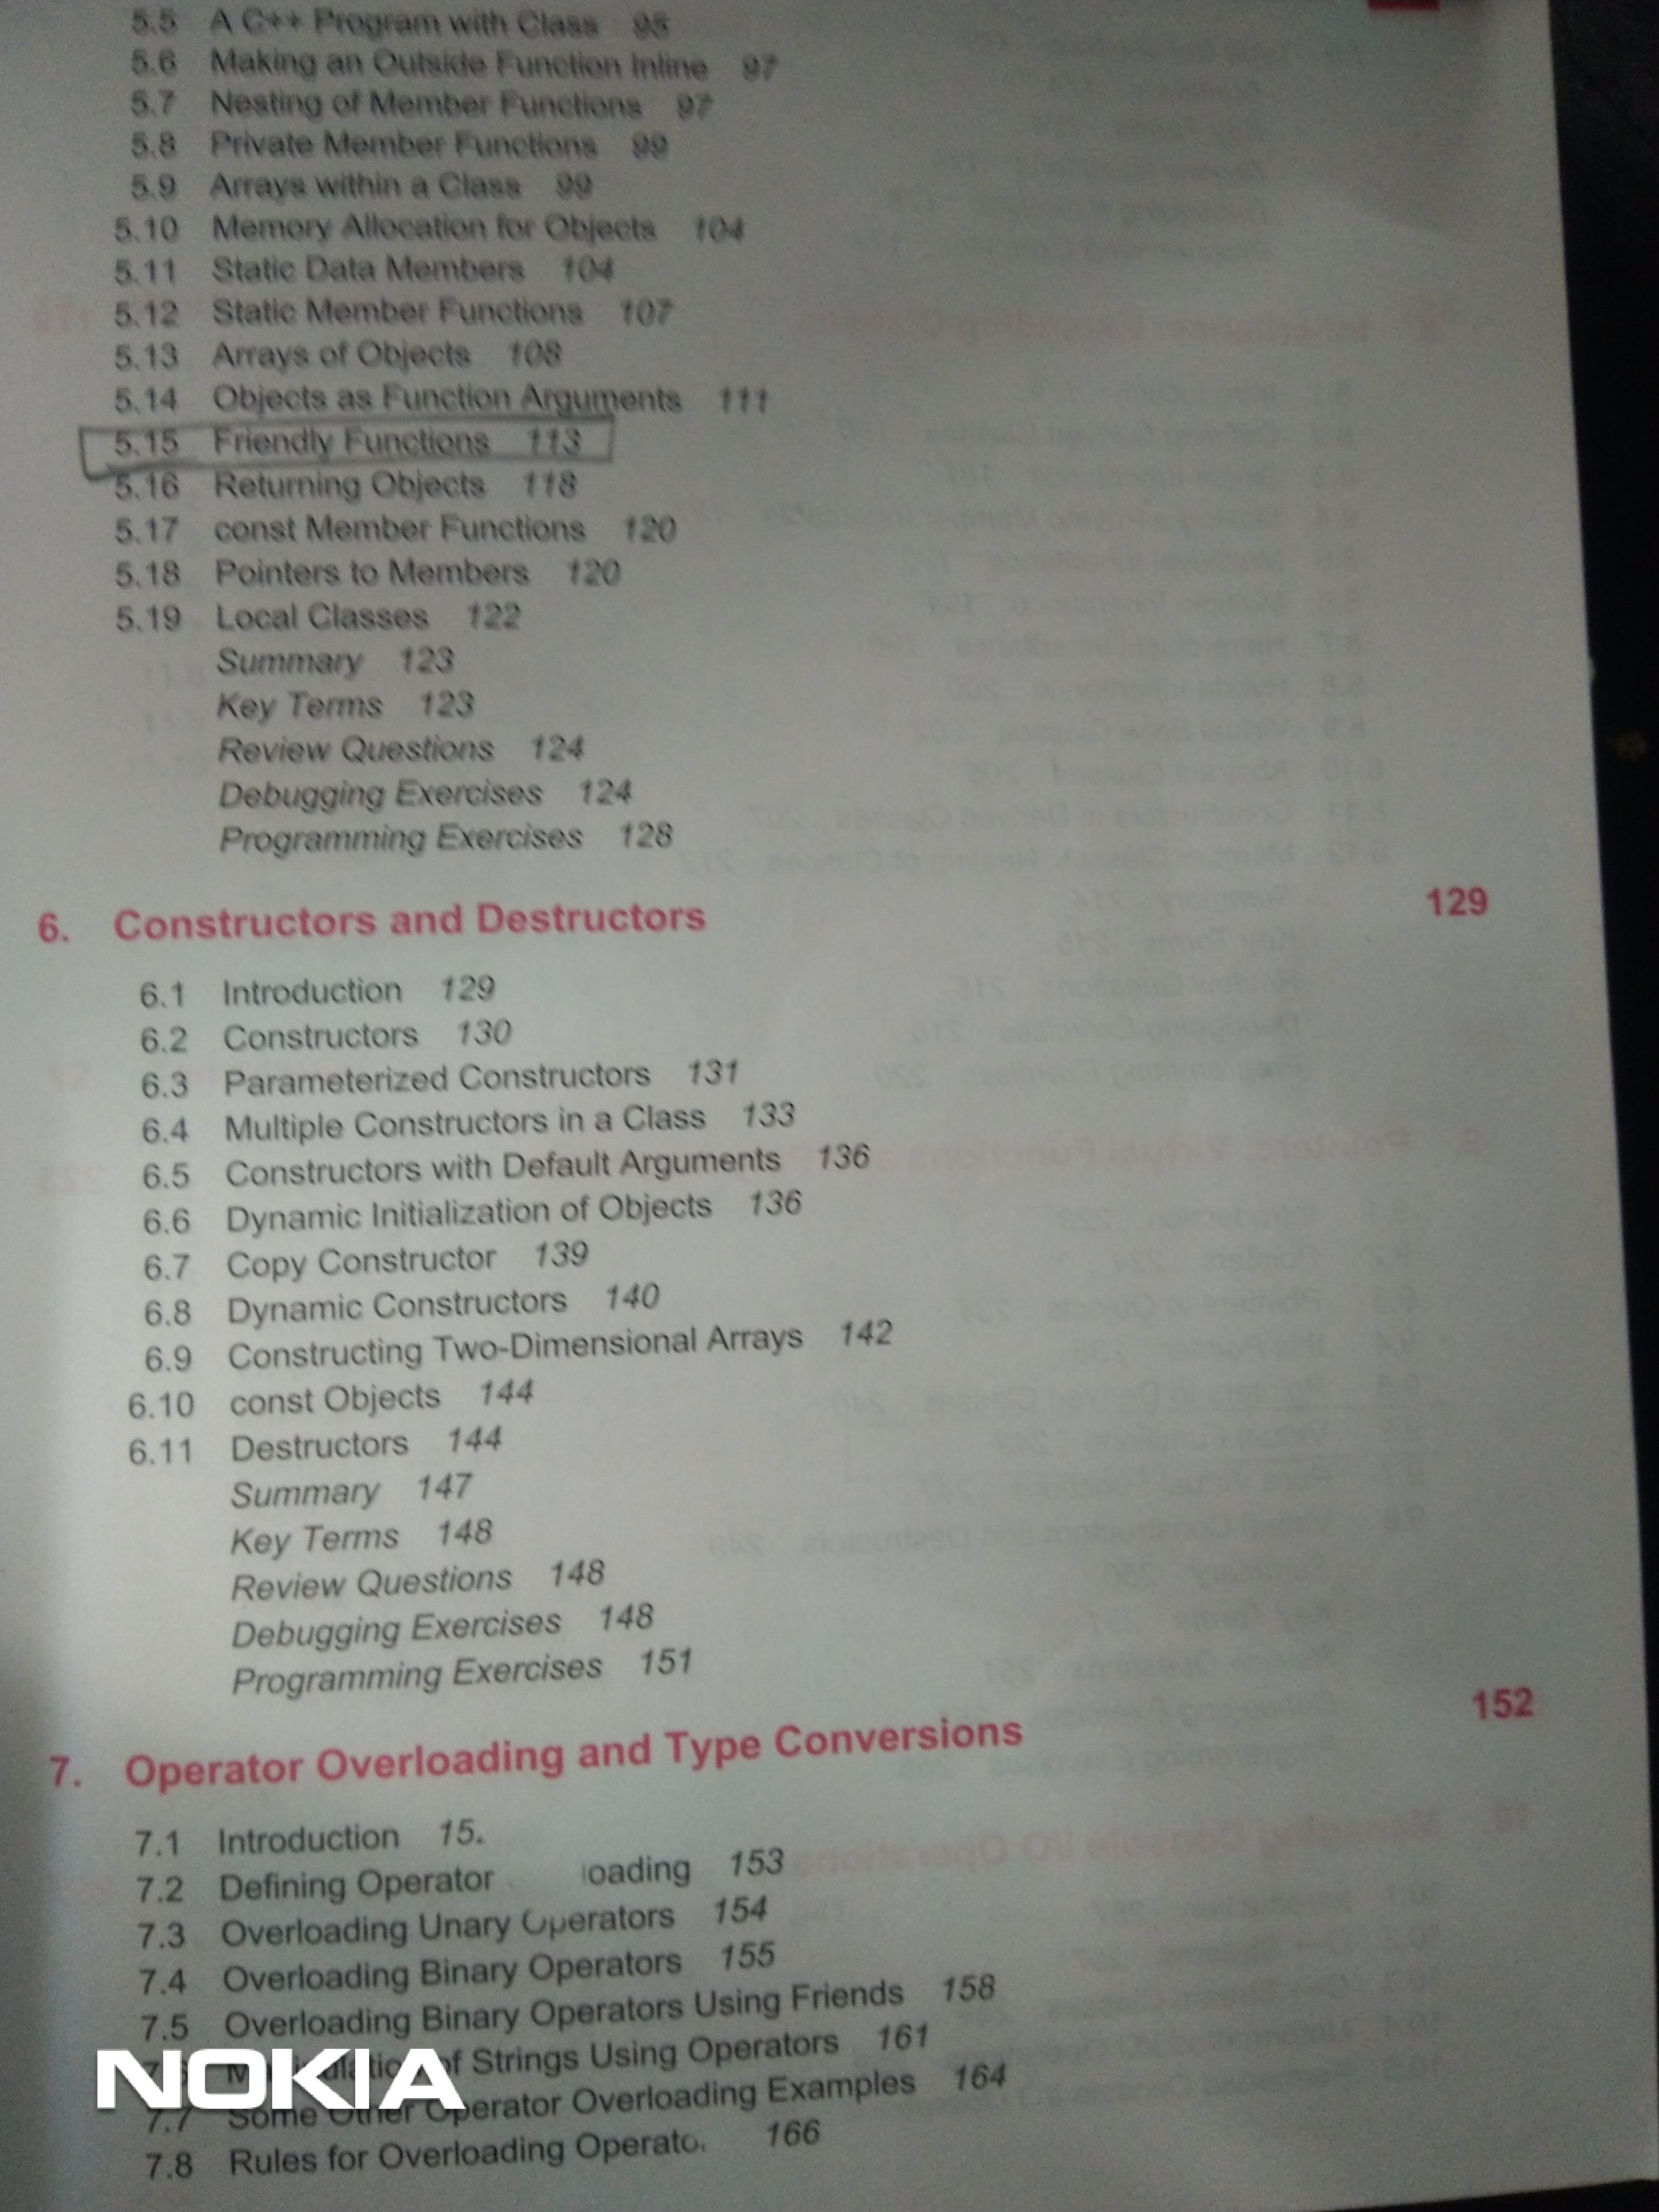 5.5 A C++ Program with Class 95
5.6 Making an Outside Function Inline 97
5.7 Nesting of Member Functions 97
5.8 Private Member Functions 99
5.9 Arrays within a Class 99
5.10 Memory Allocation for Objects 104
5.11 Static Data Members 104
5.12 Static Member Functions 107
5.13 Arrays of Objects 108
5.14 Objects as Function Arguments 111
5.15 Friendly Functions 113
5.16 Returning Objects 118
5.17 const Member Functions 120
5.18 Pointers to Members 120
5.19 Local Classes 122
Summary 123
Key Terms 123
Review Questions 124
Debugging Exercises 124
Programming Exercises 128
6. Constructors and Destructors 129
6.1 Introduction 129
6.2 Constructors 130
6.3 Parameterized Constructors 131
6.4 Multiple Constructors in a Class 133
6.5 Constructors with Default Arguments 136
6.6 Dynamic Initialization of Objects 136
6.7 Copy Constructor 139
6.8 Dynamic Constructors 140
6.9 Constructing Two-Dimensional Arrays 142
6.10 const Objects 144
6.11 Destructors 144
Summary 147
Key Terms 148
Review Questions 148
Debugging Exercises 148
Programming Exercises 151
7. Operator Overloading and Type Conversions 152
7.1 Introduction 15
7.2 Defining Operator loading 153
7.3 Overloading Unary Operators 154
7.4 Overloading Binary Operators 155
7.5 Overloading Binary Operators Using Friends 158
of Strings Using Operators 161
7.7 Some Other Operator Overloading Examples 164
7.8 Rules for Overloading Operato 166
NOKIA